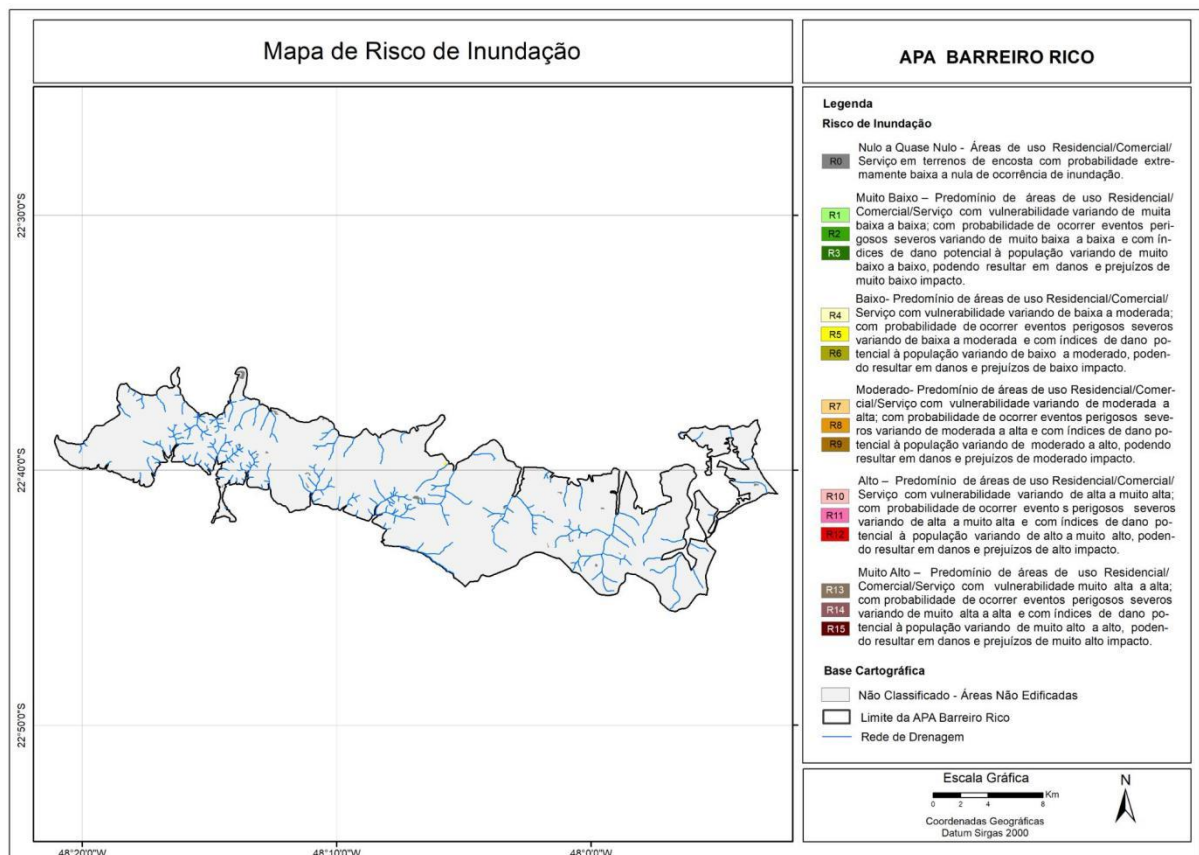 Mapa de Risco de Inundação
APA BARREIRO RICO
22°30'0"S
22°40'0"S
22°50'0"S
48°20'0"W
48°10'0"W
48°0'0"W
Legenda
Risco de Inundação
Nulo a Quase Nulo - Áreas de uso Residencial/Comercial/
R0
Serviço em terrenos de encosta com probabilidade extre-
mamente baixa a nula de ocorrência de inundação.
Muito Baixo – Predomínio de áreas de uso Residencial/
R1
Comercial/Serviço com vulnerabilidade variando de muita
R2
baixa a baixa; com probabilidade de ocorrer eventos peri-
gosos severos variando de muito baixa a baixa e com ín-
R3
dices de dano potencial à população variando de muito
baixo a baixo, podendo resultar em danos e prejuízos de
muito baixo impacto.
Baixo- Predomínio de áreas de uso Residencial/Comercial/
R4
Serviço com vulnerabilidade variando de baixa a moderada;
com probabilidade de ocorrer eventos perigosos severos
R5
variando de baixa a moderada e com índices de dano po-
R6
tencial à população variando de baixo a moderado, poden-
do resultar em danos e prejuízos de baixo impacto.
Moderado- Predomínio de áreas de uso Residencial/Comer-
R7
cial/Serviço com vulnerabilidade variando de moderada a
alta; com probabilidade de ocorrer eventos perigosos seve-
R8
ros variando de moderada a alta e com índices de dano po-
R9
tencial à população variando de moderado a alto, podendo
resultar em danos e prejuízos de moderado impacto.
Alto – Predomínio de áreas de uso Residencial/Comercial/
R10
Serviço com vulnerabilidade variando de alta a muito alta;
com probabilidade de ocorrer evento s perigosos severos
R11
variando de alta a muito alta e com índices de dano po-
R12
tencial à população variando de alto a muito alto, poden-
do resultar em danos e prejuizos de alto impacto.
Muito Alto – Predomínio de áreas de uso Residencial/
R13
Comercial/Serviço com vulnerabilidade muito alta a alta;
com probabilidade de ocorrer eventos perigosos severos
R14
variando de muito alta a alta e com índices de dano po-
R15
tencial à população variando de muito alto a alto, poden-
do resultar em danos e prejuízos de muito alto impacto.
Base Cartográfica
Não Classificado - Áreas Não Edificadas
Limite da APA Barreiro Rico
Rede de Drenagem
Escala Gráfica
Km
0 2 4 8
N
Coordenadas Geográficas
Datum Sirgas 2000